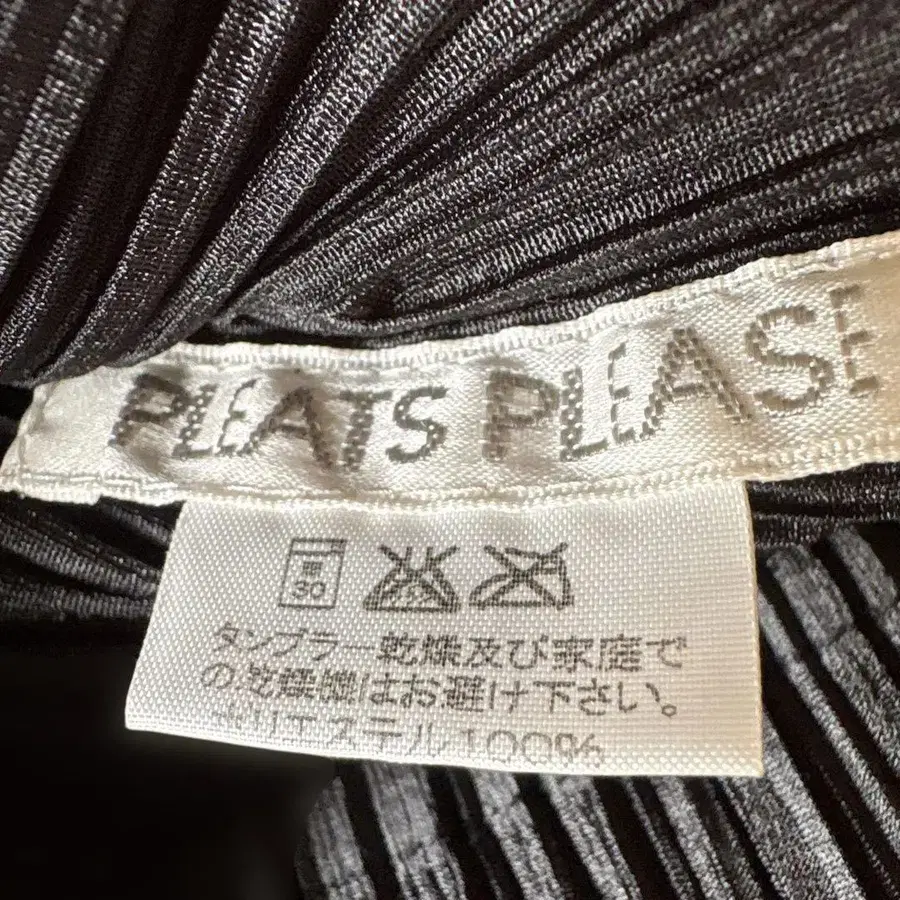 PLEATS PLEASE
30
タンブラー乾燥及び家庭で
の乾燥機はお避け下さい。
ポリエステル100%